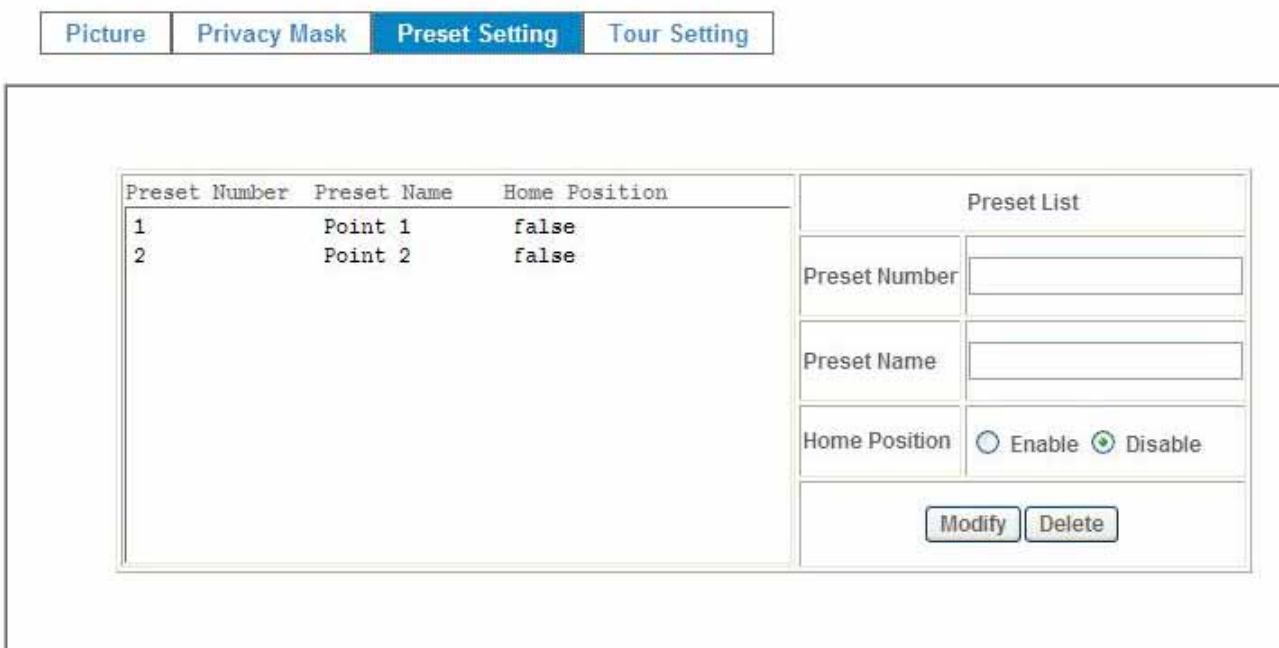 Picture Privacy Mask Preset Setting Tour Setting
Preset Number Preset Name Home Position
1 Point 1 false
2 Point 2 false
Preset List
Preset Number
Preset Name
Home Position Enable Disable
Modify Delete